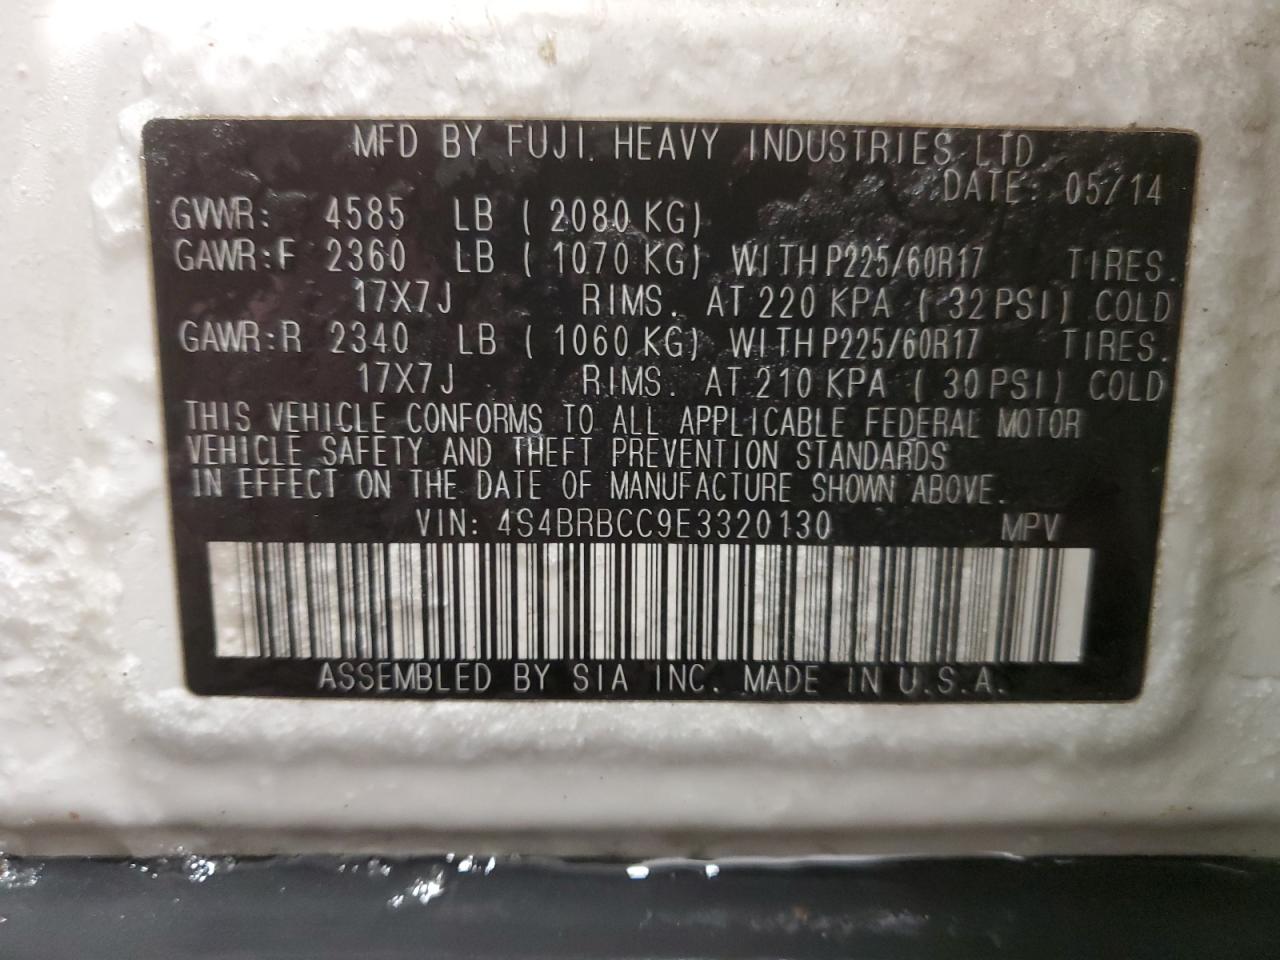 MFD BY FUJI HEAVY INDUSTRIES LTD
DATE: 05/14
GVWR: 4585 LB ( 2080 KG)
GAWR:F 2360 LB ( 1070 KG) WITH P225/60R17 TIRES.
17X7J RIMS. AT 220 KPA ( 32 PSI) COLD
GAWR:R 2340 LB ( 1060 KG) WITH P225/60R17 TIRES.
17X7J RIMS. AT 210 KPA ( 30 PSI) COLD
THIS VEHICLE CONFORMS TO ALL APPLICABLE FEDERAL MOTOR
VEHICLE SAFETY AND THEFT PREVENTION STANDARDS
IN EFFECT ON THE DATE OF MANUFACTURE SHOWN ABOVE.
VIN: 4S4BRBCC9E3320130 MPV
ASSEMBLED BY SIA INC. MADE IN U.S.A.